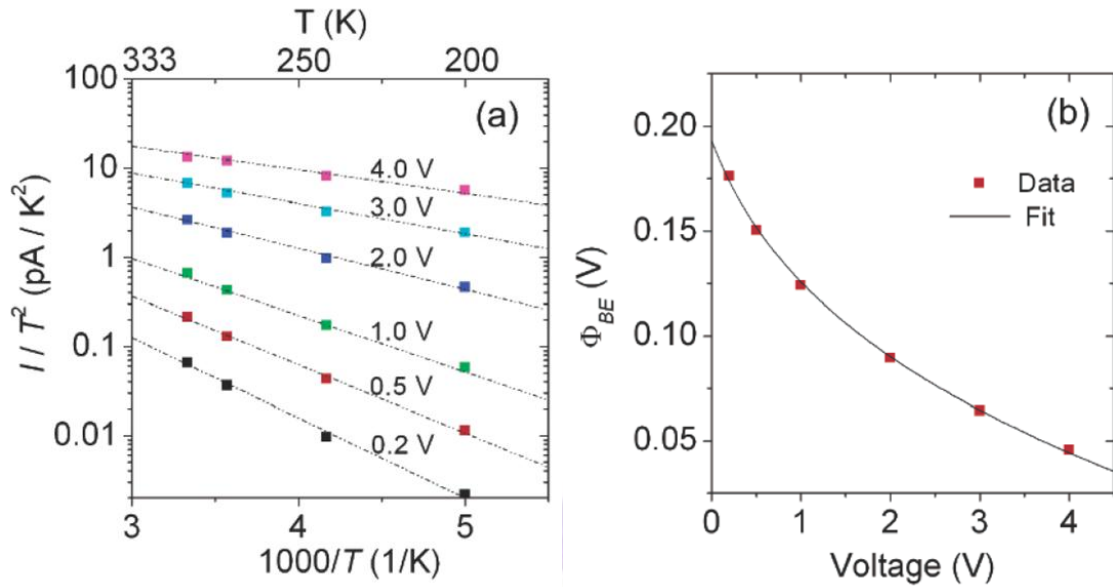 T (K)
333 250 200
100
10
1
0.1
0.01
I / T² (pA / K²)
(a)
4.0 V
3.0 V
2.0 V
1.0 V
0.5 V
0.2 V
3 4 5
1000/T (1/K)
(b)
0.20
0.15
0.10
0.05
Φ_BE (V)
Data
Fit
0 1 2 3 4
Voltage (V)